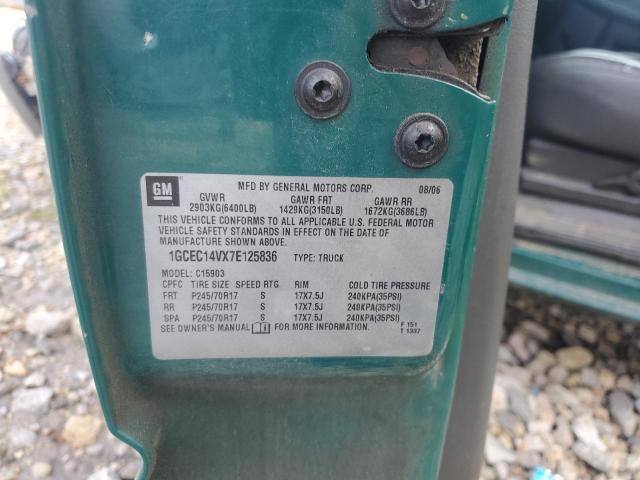 GM MFD BY GENERAL MOTORS CORP. 08/06
GVWR GAWR FRT GAWR RR
2903KG(6400LB) 1429KG(3150LB) 1672KG(3686LB)
THIS VEHICLE CONFORMS TO ALL APPLICABLE U.S. FEDERAL MOTOR
VEHICLE SAFETY STANDARDS IN EFFECT ON THE DATE OF
MANUFACTURE SHOWN ABOVE.
1GCEC14VX7E125836 TYPE: TRUCK
MODEL: C15903
CPFC TIRE SIZE SPEED RTG RIM COLD TIRE PRESSURE
FRT P245/70R17 S 17X7.5J 240KPA(35PSI)
RR P245/70R17 S 17X7.5J 240KPA(35PSI)
SPA P245/70R17 S 17X7.5J 240KPA(35PSI)
SEE OWNER'S MANUAL FOR MORE INFORMATION. F 151
T 1337